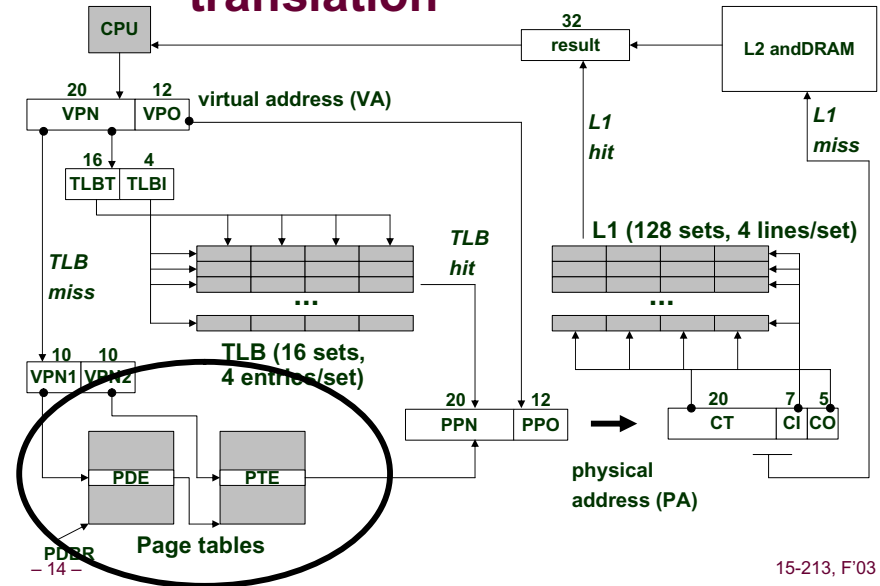 translation
CPU
32
result
L2 andDRAM
20 12
VPN VPO
virtual address (VA)
L1
hit
L1
miss
16 4
TLBT TLBI
TLB
miss
TLB
hit
L1 (128 sets, 4 lines/set)
...
...
TLB (16 sets,
4 entries/set)
10 10
VPN1 VPN2
20 12
PPN PPO
20 7 5
CT CI CO
PDE
PTE
physical
address (PA)
PDBR
Page tables
– 14 –
15-213, F'03